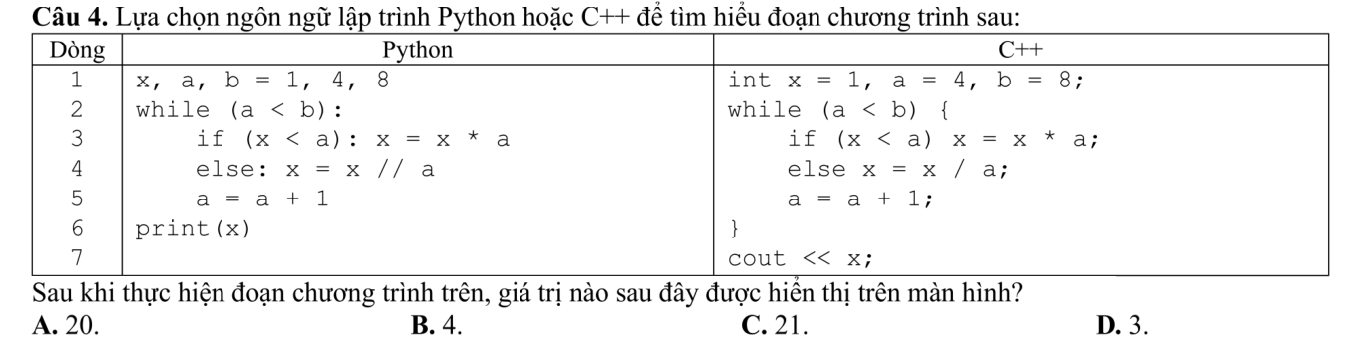 Câu 4. Lựa chọn ngôn ngữ lập trình Python hoặc C++ để tìm hiểu đoạn chương trình sau:
Dòng Python C++
1 x, a, b = 1, 4, 8 int x = 1, a = 4, b = 8;
2 while (a < b): while (a < b) {
3 if (x < a): x = x * a if (x < a) x = x * a;
4 else: x = x // a else x = x / a;
5 a = a + 1 a = a + 1;
6 print(x) }
7 cout << x;
Sau khi thực hiện đoạn chương trình trên, giá trị nào sau đây được hiển thị trên màn hình?
A. 20. B. 4. C. 21. D. 3.